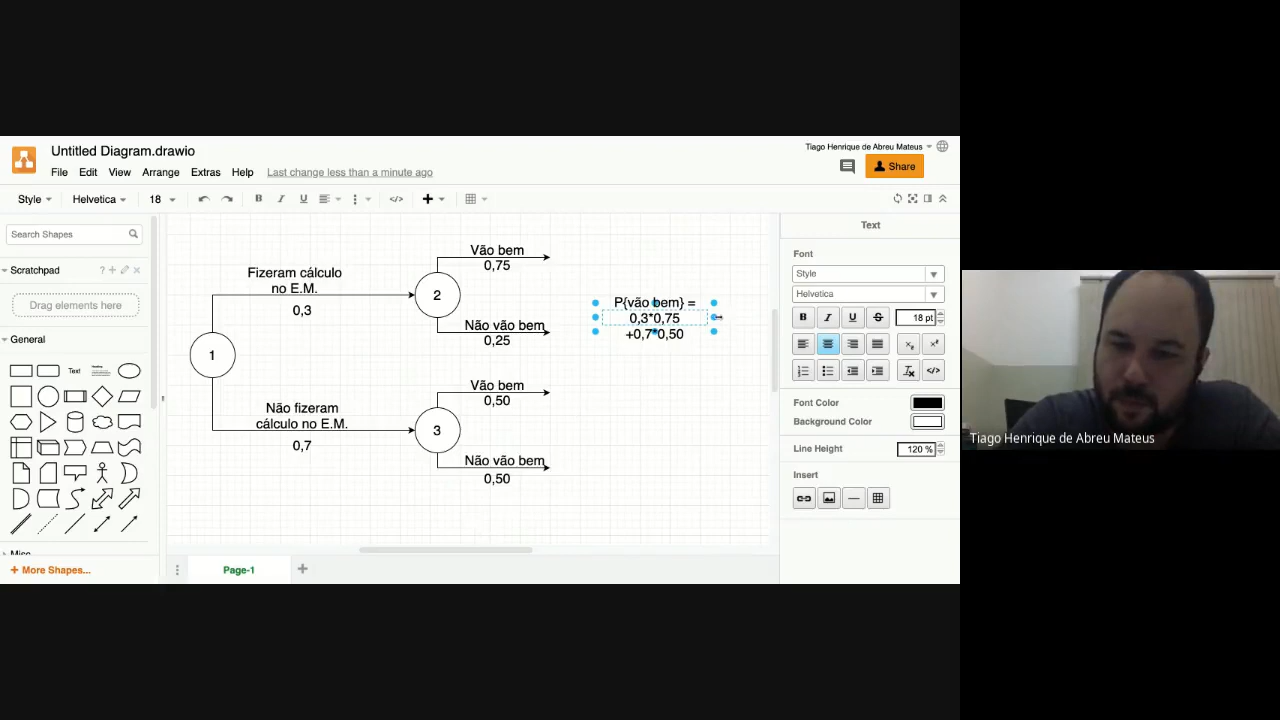 Untitled Diagram.drawio
Tiago Henrique de Abreu Mateus
File Edit View Arrange Extras Help Last change less than a minute ago
Share
Style Helvetica 18 B I U </>
Search Shapes
Scratchpad ?
Drag elements here
General
Text
Misc
+ More Shapes...
Fizeram cálculo
no E.M.
0,3
1
Não fizeram
cálculo no E.M.
0,7
2
Vão bem
0,75
Não vão bem
0,25
3
Vão bem
0,50
Não vão bem
0,50
P{vão bem} =
0,3*0,75
+0,7*0,50
Page-1
Text
Font
Style
Helvetica
B I U S 18 pt
</>
Font Color
Background Color
Line Height 120 %
Insert
Tiago Henrique de Abreu Mateus